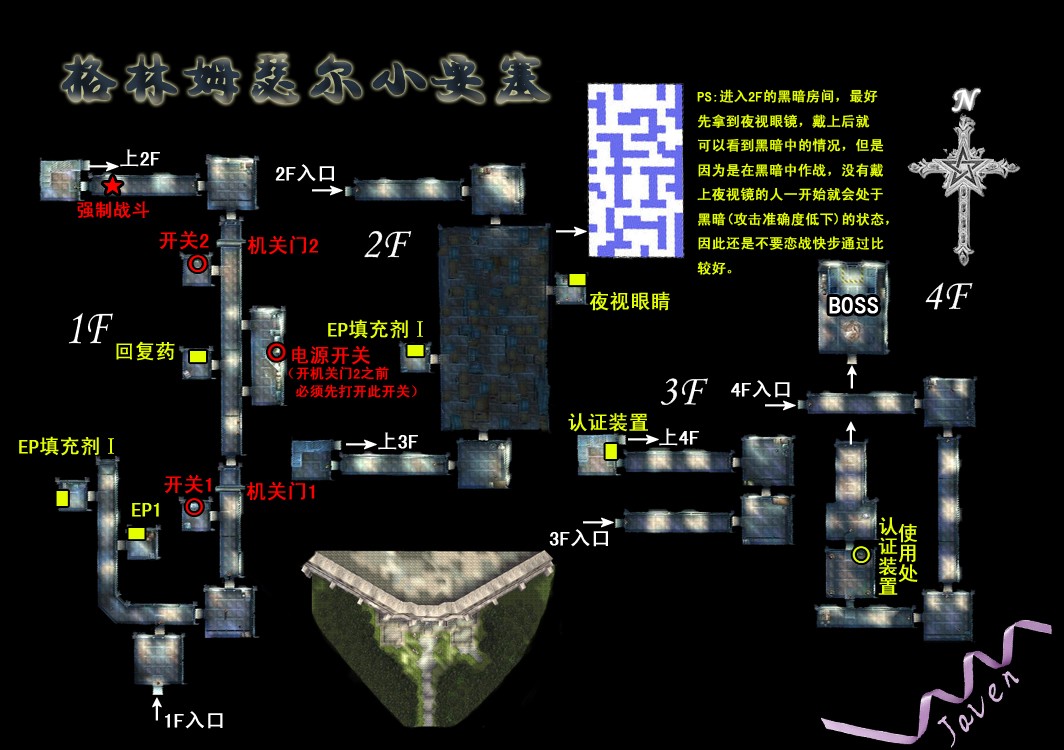 格林姆瑟尔小要塞
PS:进入2F的黑暗房间，最好
先拿到夜视眼镜，戴上后就
可以看到黑暗中的情况，但是
因为是在黑暗中作战，没有戴
上夜视镜的人一开始就会处于
黑暗(攻击准确度低下)的状态，
因此还是不要恋战快步通过比
较好。
N
上2F
强制战斗
开关2
机关门2
1F
回复药
电源开关
(开机关门2之前
必须先打开此开关)
EP填充剂Ⅰ
EP1
开关1
机关门1
1F入口
2F入口
2F
夜视眼睛
EP填充剂Ⅰ
上3F
3F
认证装置
上4F
3F入口
4F
BOSS
4F入口
认证装置
使用处
Javen